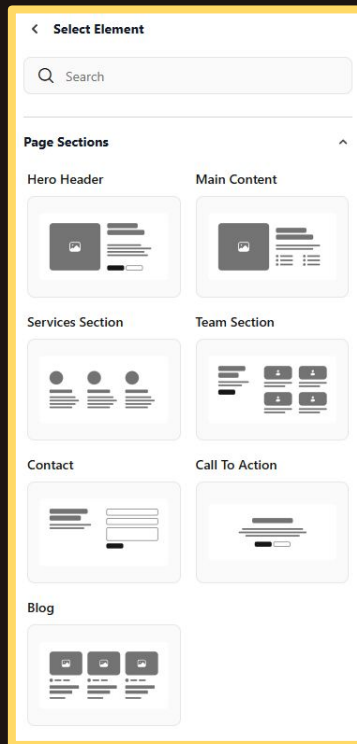 Select Element
Search
Page Sections
Hero Header
Main Content
Services Section
Team Section
Contact
Call To Action
Blog